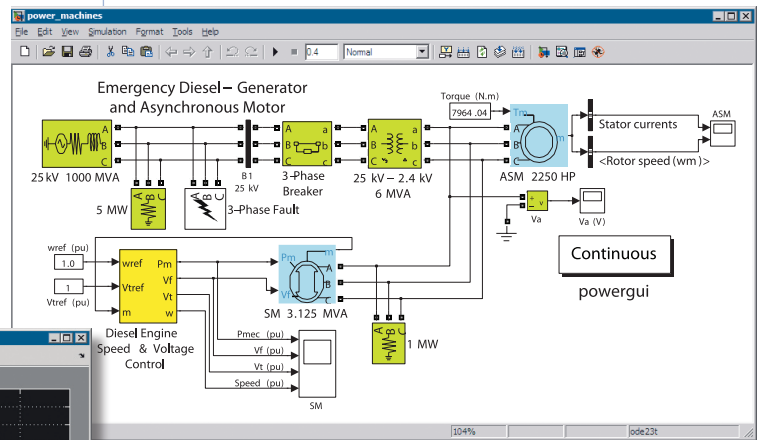 power_machines
File Edit View Simulation Format Tools Help
0.4 Normal
Emergency Diesel – Generator
and Asynchronous Motor
Torque (N.m)
7964 .04
Tm
A
B
C
m
Stator currents
<Rotor speed (wm)>
ASM
ASM 2250 HP
A
B
C
25 kV 1000 MVA
A B C
5 MW
A B C
3–Phase Fault
B1
25 kV
A a
B b
C c
3–Phase
Breaker
A a
B b
C c
25 kV – 2.4 kV
6 MVA
+
– v
Va
Va (V)
Continuous
powergui
wref (pu)
1.0
1
Vtref (pu)
wref Pm
Vf
Vtref
Vt
m w
Diesel Engine
Speed & Voltage
Control
Pm
Vf
m
A
B
C
SM 3.125 MVA
A B C
1 MW
Pmec (pu)
Vf (pu)
Vt (pu)
Speed (pu)
SM
104% ode23t